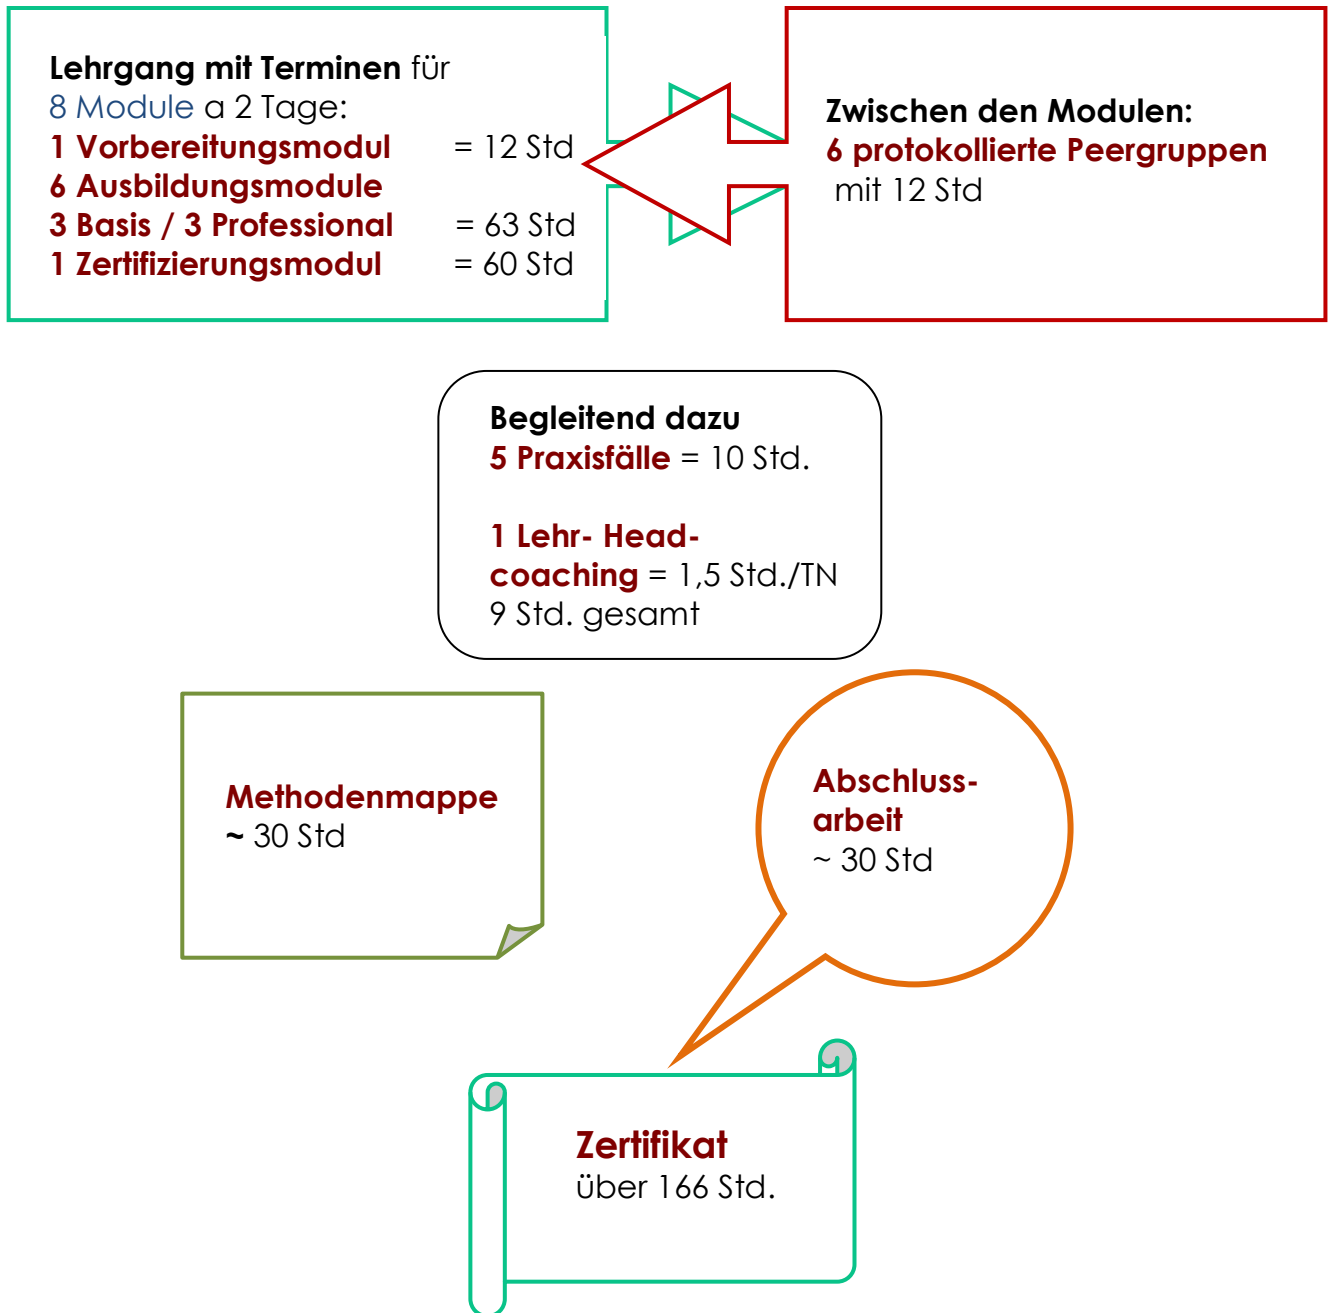 Lehrgang mit Terminen für
8 Module a 2 Tage:
1 Vorbereitungsmodul = 12 Std
6 Ausbildungsmodule
3 Basis / 3 Professional = 63 Std
1 Zertifizierungsmodul = 60 Std
Zwischen den Modulen:
6 protokollierte Peergruppen
mit 12 Std
Begleitend dazu
5 Praxisfälle = 10 Std.
1 Lehr- Head-
coaching = 1,5 Std./TN
9 Std. gesamt
Methodenmappe
~ 30 Std
Abschluss-
arbeit
~ 30 Std
Zertifikat
über 166 Std.